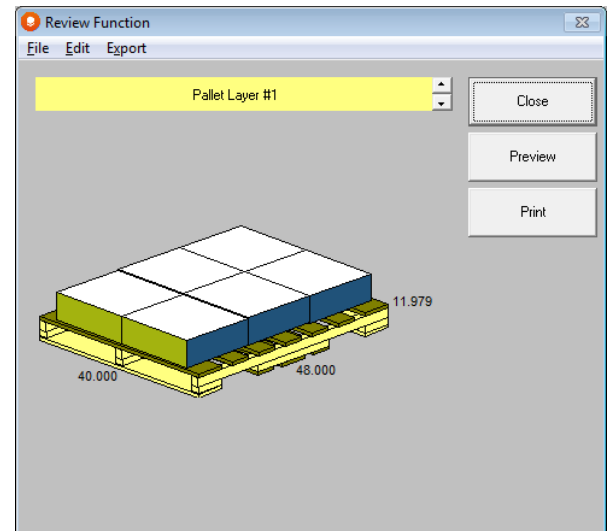 Review Function
File Edit Export
Pallet Layer #1
Close
Preview
Print
11.979
40.000
48.000